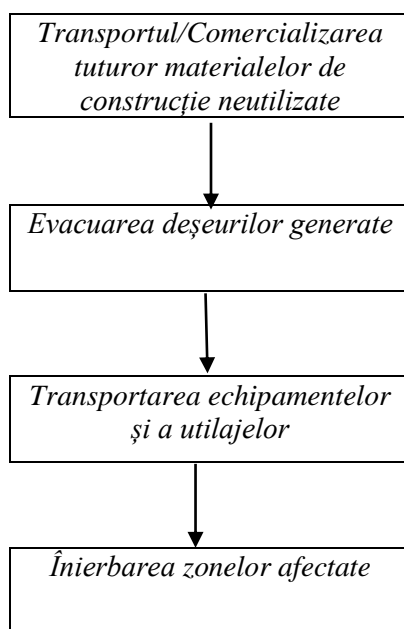 Transportul/Comercializarea
tuturor materialelor de
construcție neutilizate
Evacuarea deșeurilor generate
Transportarea echipamentelor
și a utilajelor
Înierbarea zonelor afectate